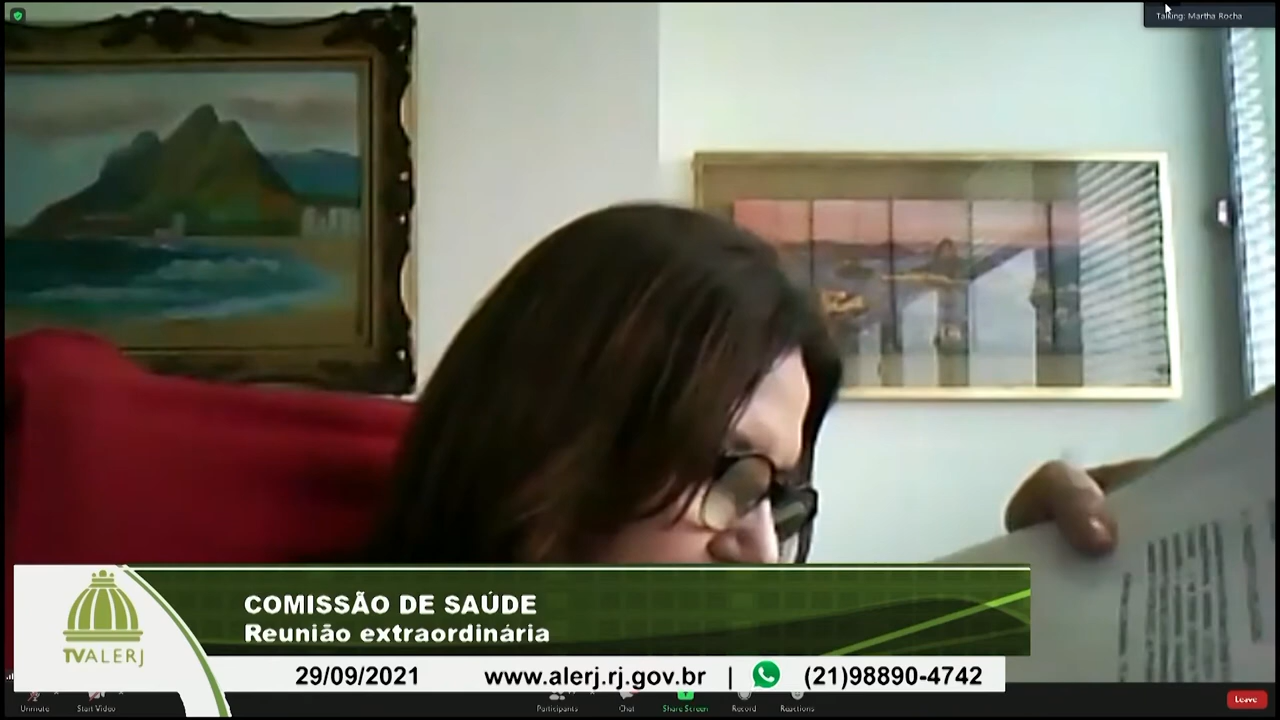 Talking: Martha Rocha
COMISSÃO DE SAÚDE
Reunião extraordinária
TVALERJ
29/09/2021 www.alerj.rj.gov.br | (21)98890-4742
Unmute Start Video Participants Chat Share Screen Record Reactions Leave